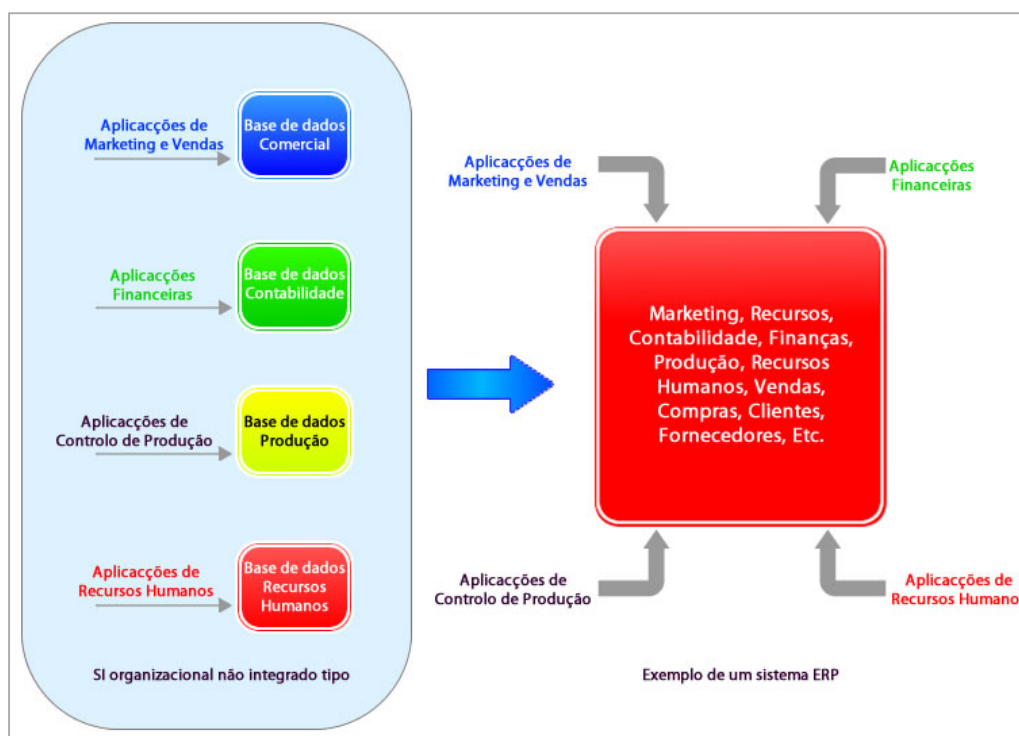 Aplicacções de
Marketing e Vendas
Base de dados
Comercial
Aplicacções
Financeiras
Base de dados
Contabilidade
Aplicacções de
Controlo de Produção
Base de dados
Produção
Aplicacções de
Recursos Humanos
Base de dados
Recursos
Humanos
SI organizacional não integrado tipo
Aplicacções de
Marketing e Vendas
Aplicacções
Financeiras
Marketing, Recursos,
Contabilidade, Finanças,
Produção, Recursos
Humanos, Vendas,
Compras, Clientes,
Fornecedores, Etc.
Aplicacções de
Controlo de Produção
Aplicacções de
Recursos Humano
Exemplo de um sistema ERP